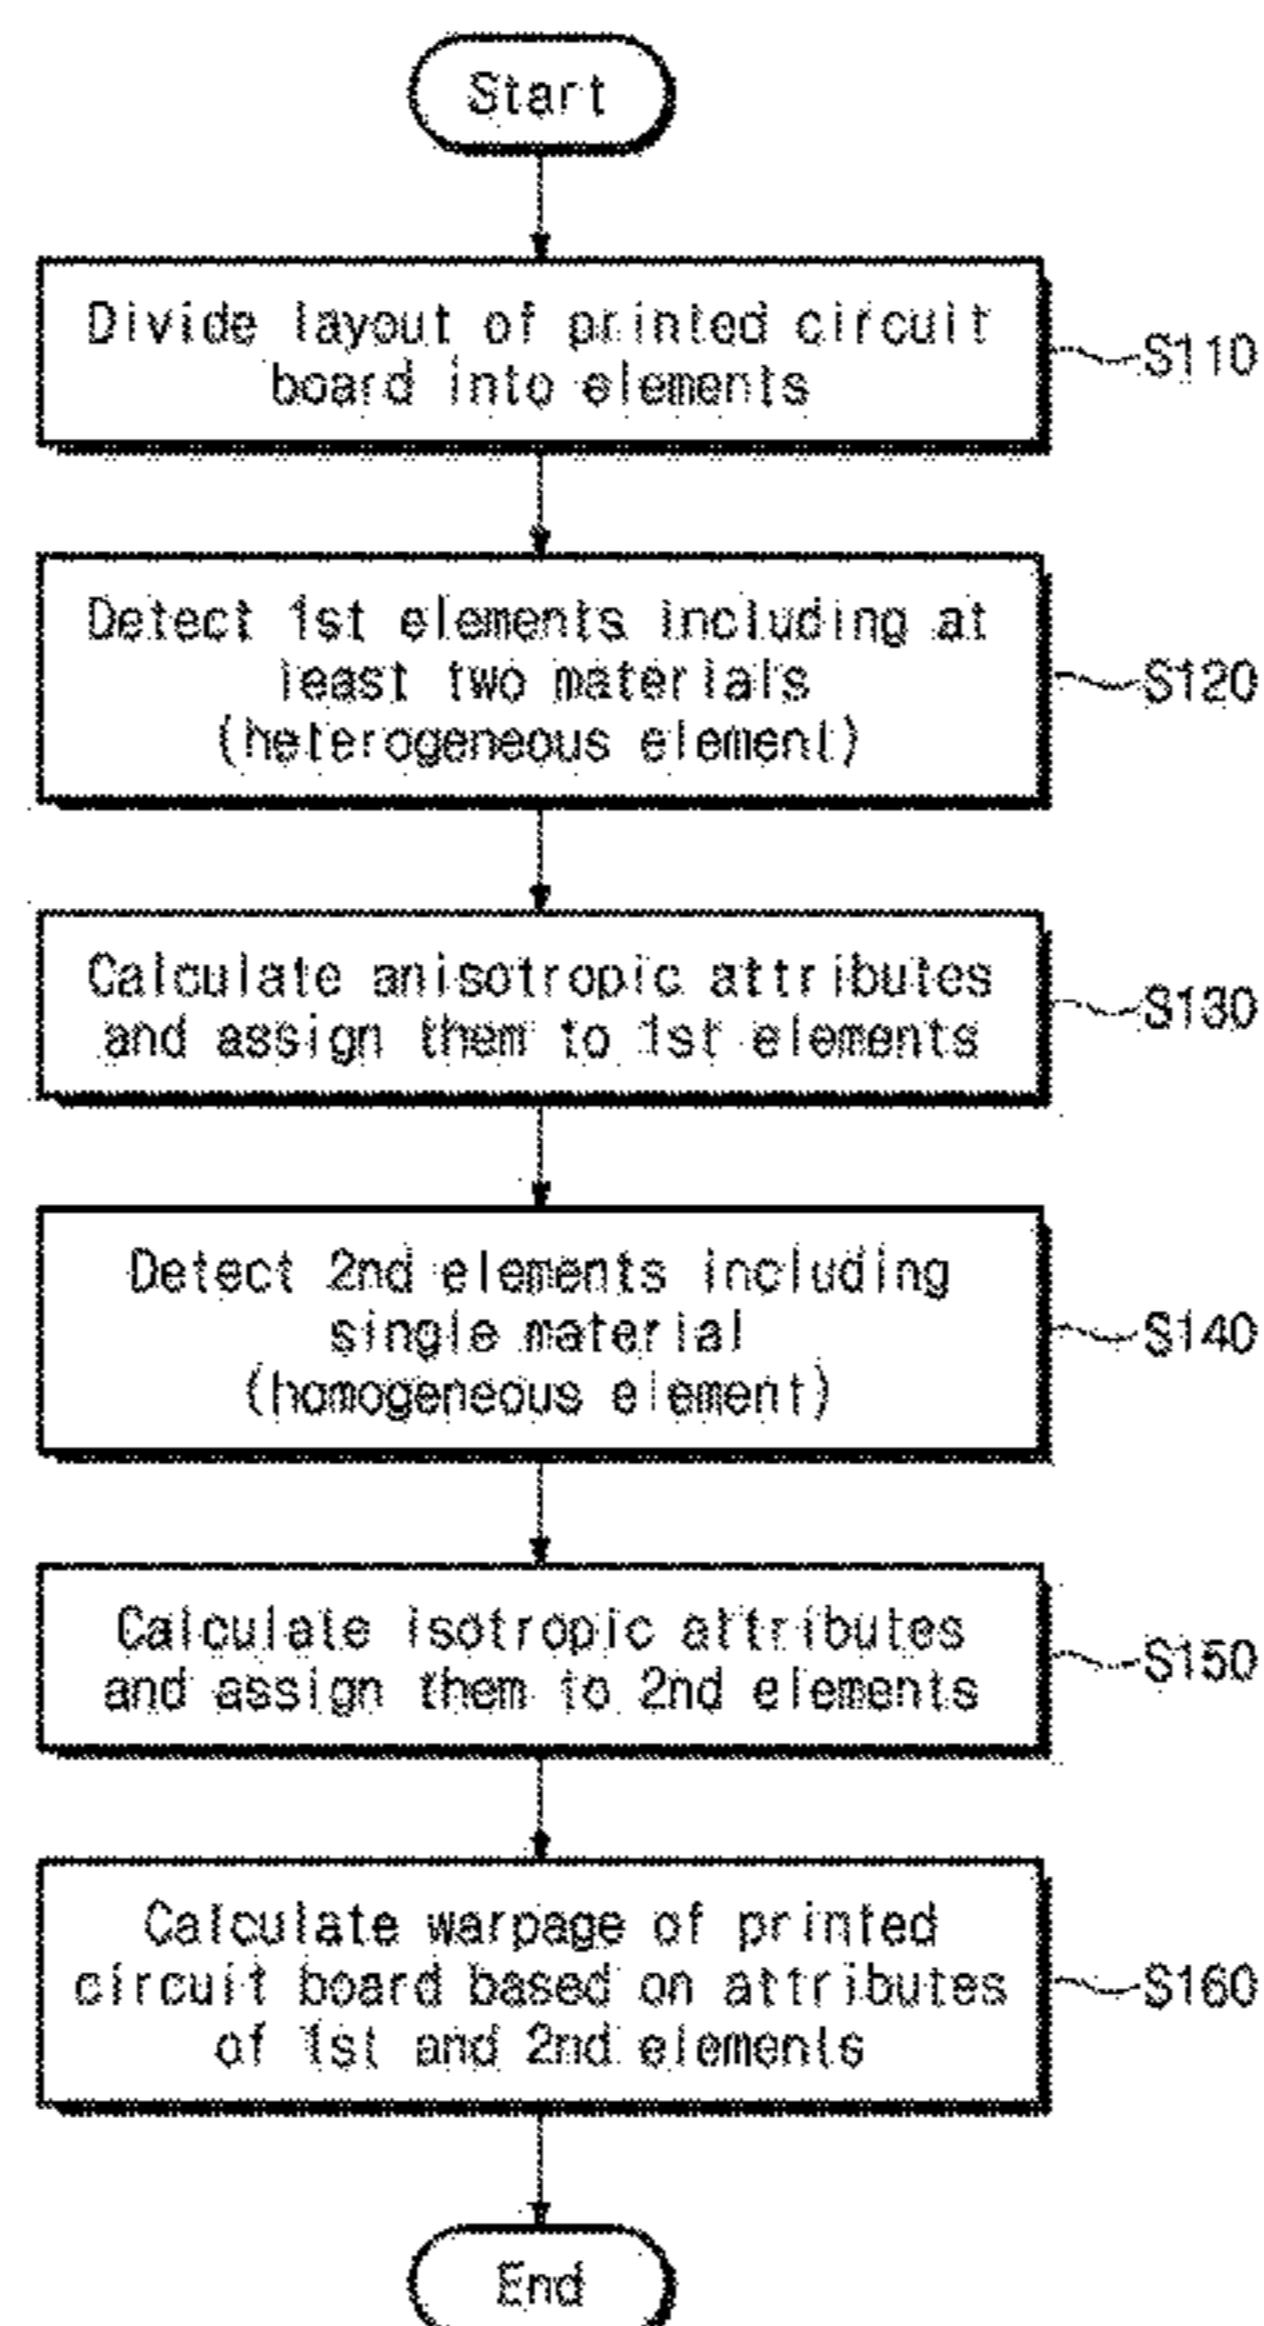 Start
Divide layout of printed circuit
board into elements
S110
Detect 1st elements including at
least two materials
(heterogeneous element)
S120
Calculate anisotropic attributes
and assign them to 1st elements
S130
Detect 2nd elements including
single material
(homogeneous element)
S140
Calculate isotropic attributes
and assign them to 2nd elements
S150
Calculate warpage of printed
circuit board based on attributes
of 1st and 2nd elements
S160
End